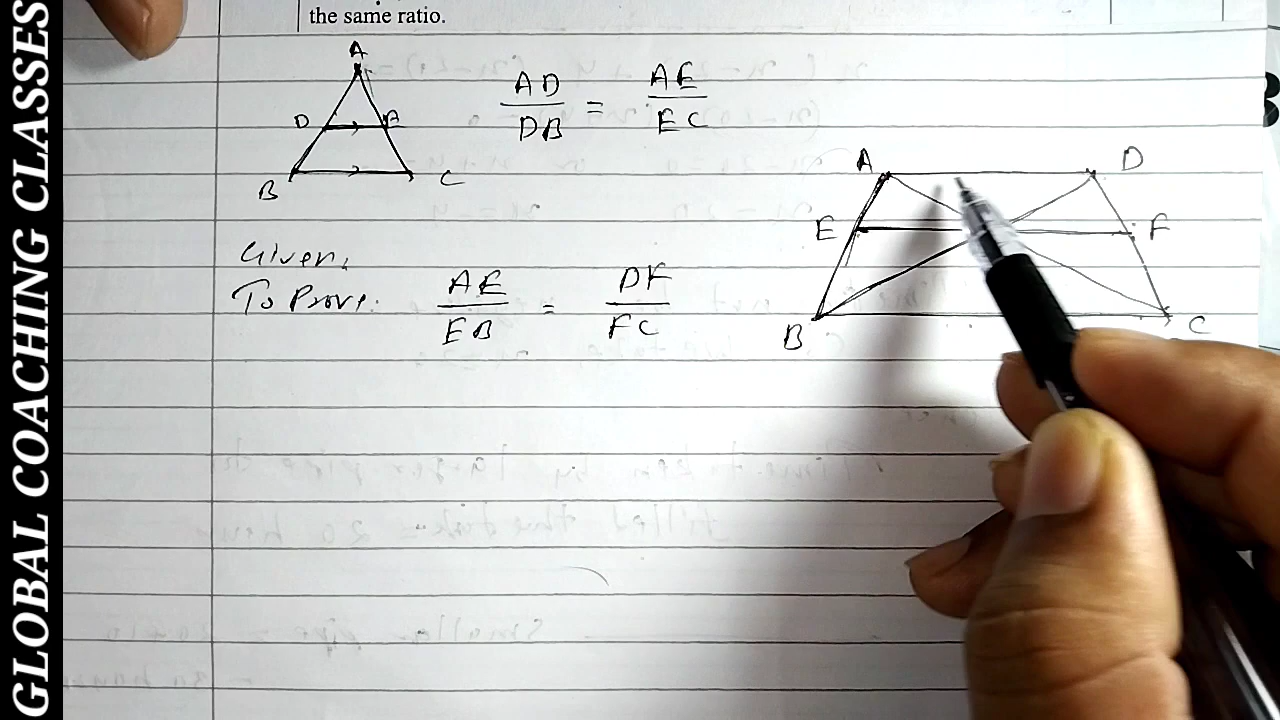 GLOBAL COACHING CLASSES
the same ratio.
A
D E
B C
AD/DB = AE/EC
A D
E F
B C
Given,
To Prove: AE/EB = DF/FC